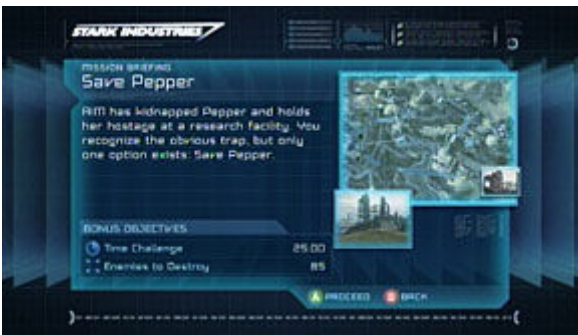 STARK INDUSTRIES
MISSION BRIEFING
Save Pepper
AIM has kidnapped Pepper and holds
her hostage at a research facility. You
recognize the obvious trap, but only
one option exists: Save Pepper.
BONUS OBJECTIVES
Time Challenge 25:00
Enemies to Destroy 85
A PROCEED B BACK